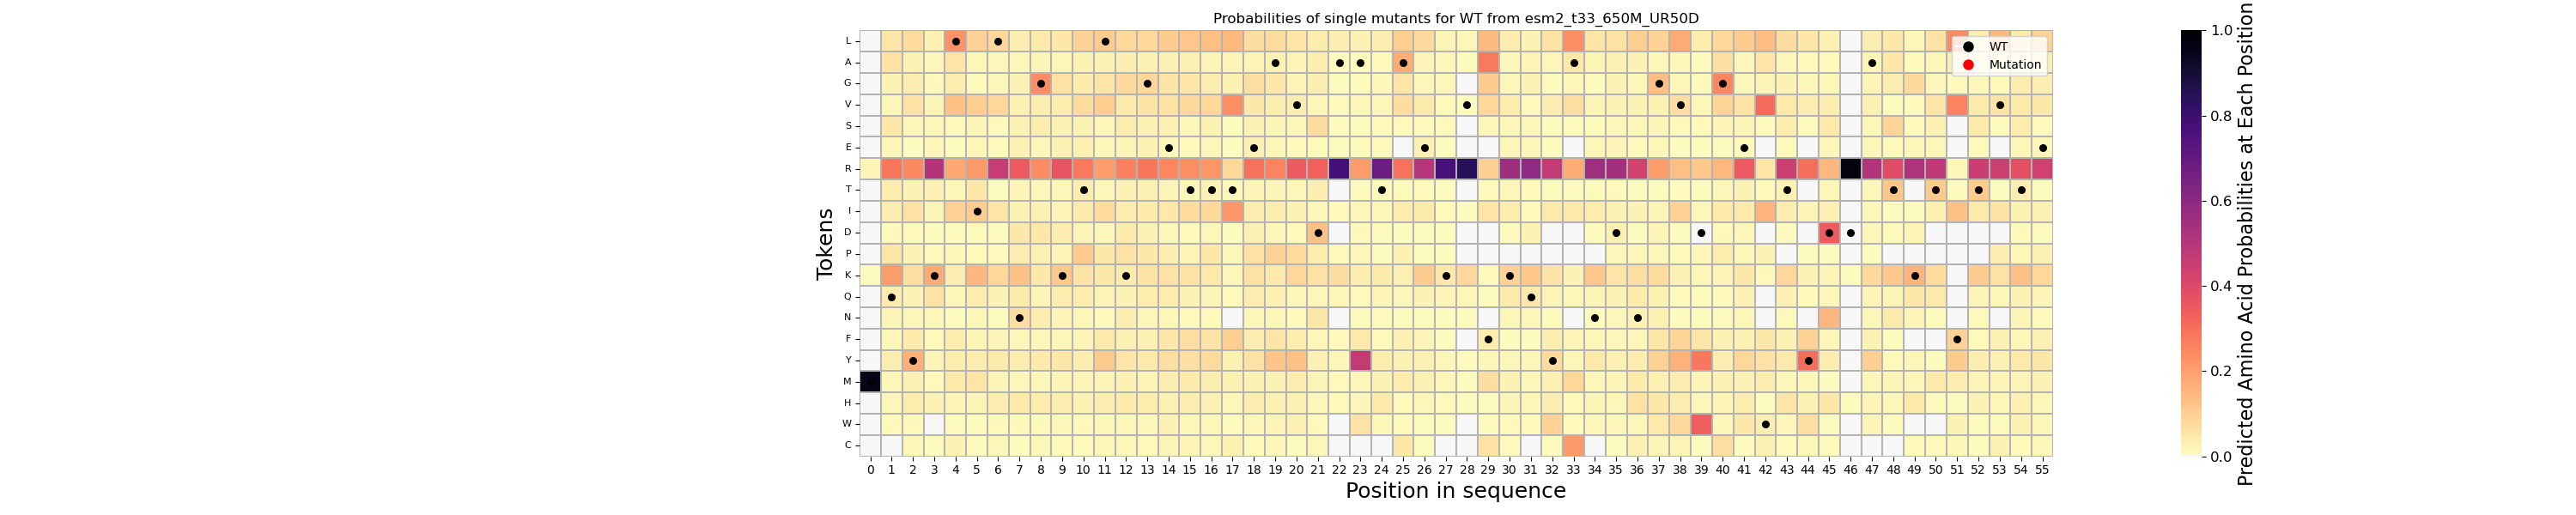 Probabilities of single mutants for WT from esm2_t33_650M_UR50D
L
A
G
V
S
E
R
T
I
D
P
K
Q
N
F
Y
M
H
W
C
Tokens
0 1 2 3 4 5 6 7 8 9 10 11 12 13 14 15 16 17 18 19 20 21 22 23 24 25 26 27 28 29 30 31 32 33 34 35 36 37 38 39 40 41 42 43 44 45 46 47 48 49 50 51 52 53 54 55
Position in sequence
WT
Mutation
1.0
0.8
0.6
0.4
0.2
0.0
Predicted Amino Acid Probabilities at Each Position